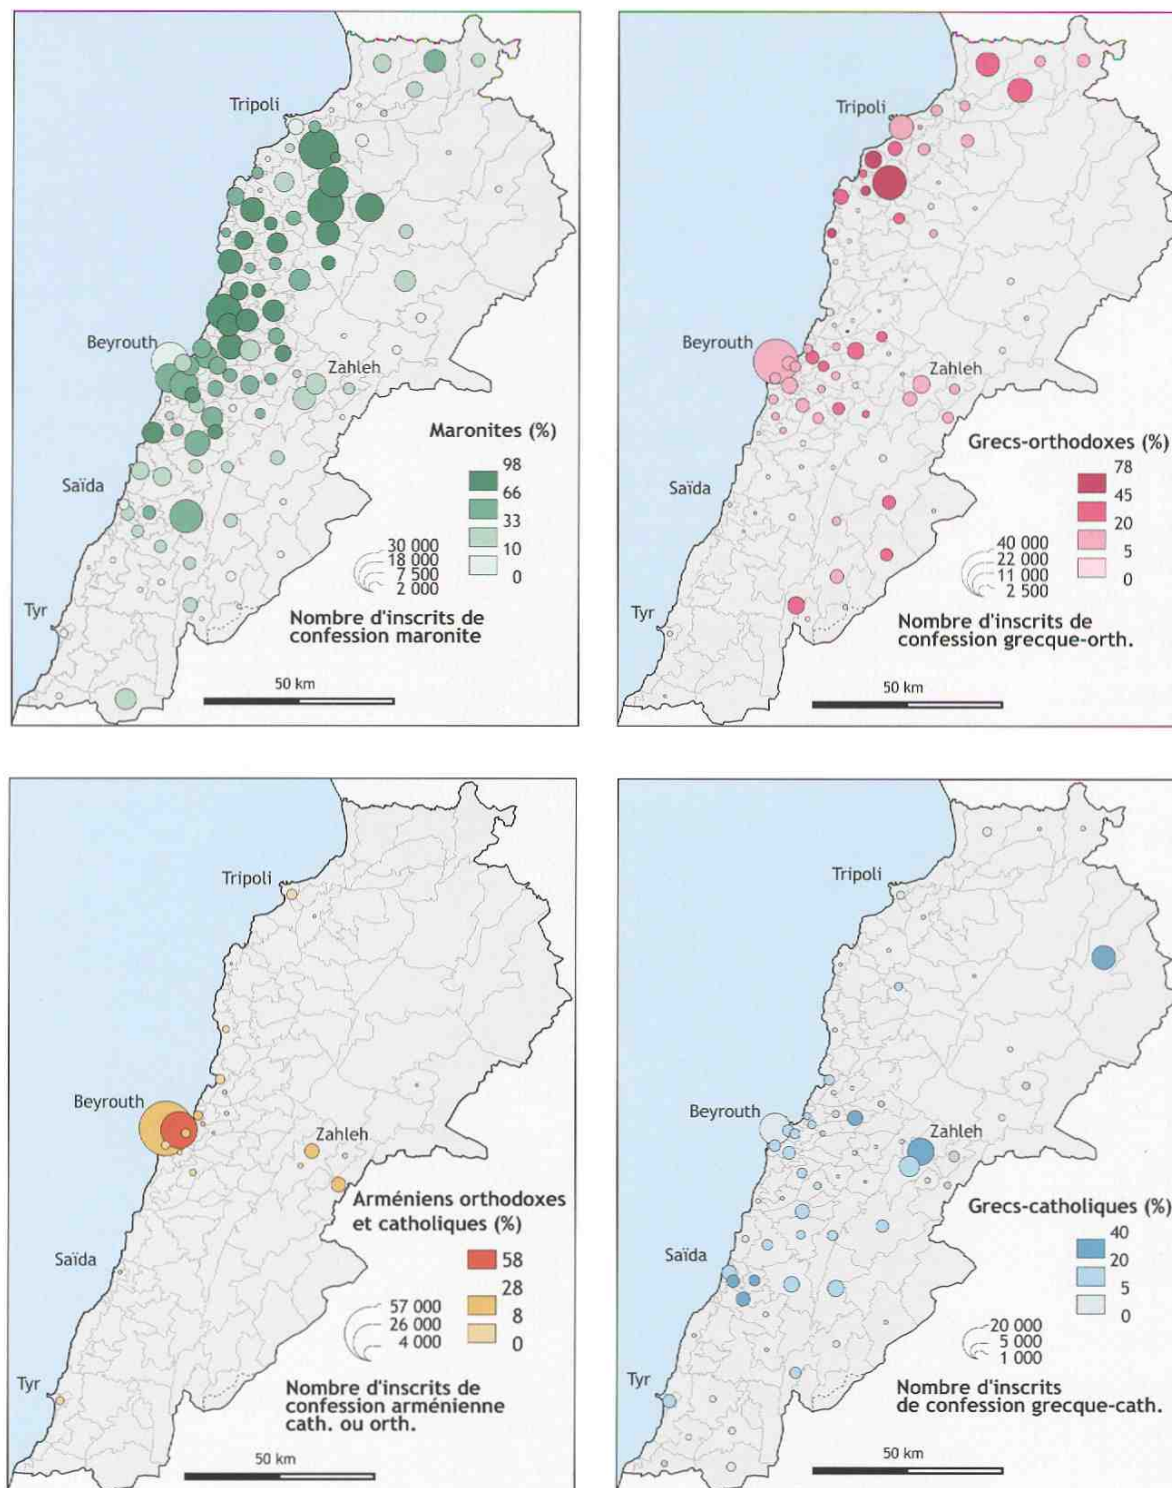 Tripoli
Beyrouth
Zahleh
Maronites (%)
98
66
33
10
0
Saïda
30 000
18 000
7 500
2 000
Tyr
Nombre d'inscrits de
confession maronite
50 km
Tripoli
Beyrouth
Zahleh
Grecs-orthodoxes (%)
78
45
20
5
0
Saïda
40 000
22 000
11 000
2 500
Tyr
Nombre d'inscrits de
confession grecque-orth.
50 km
Tripoli
Beyrouth
Zahleh
Arméniens orthodoxes
et catholiques (%)
58
28
8
0
Saïda
57 000
26 000
4 000
Tyr
Nombre d'inscrits de
confession arménienne
cath. ou orth.
50 km
Tripoli
Beyrouth
Zahleh
Grecs-catholiques (%)
40
20
5
0
Saïda
20 000
5 000
1 000
Tyr
Nombre d'inscrits
de confession grecque-cath.
50 km